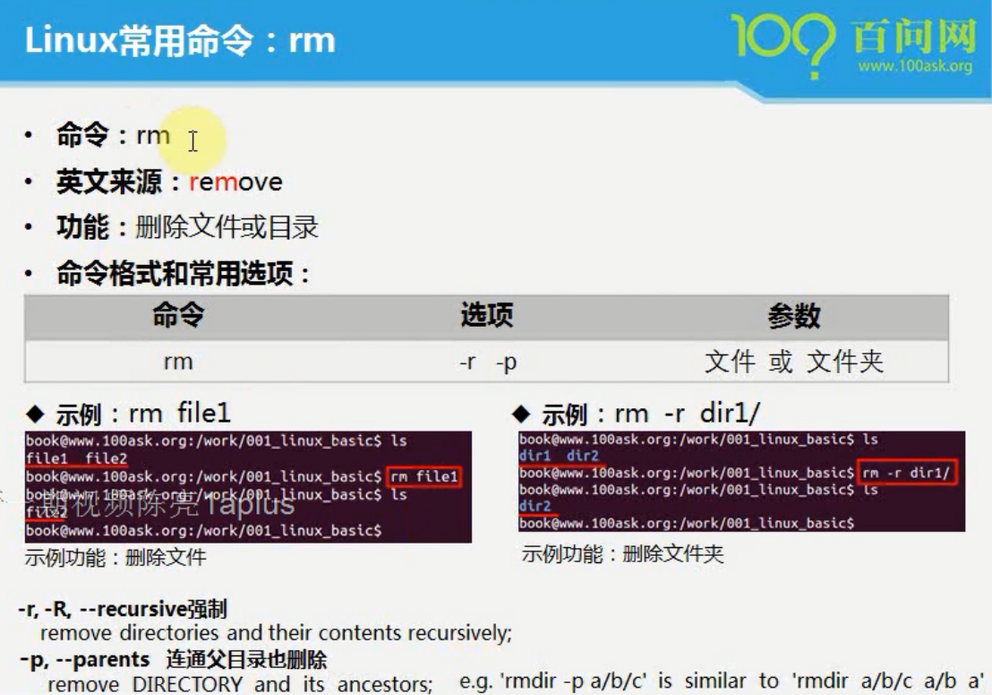 Linux常用命令：rm
100?
百问网
www.100ask.org
• 命令：rm
• 英文来源：remove
• 功能：删除文件或目录
• 命令格式和常用选项：
命令 选项 参数
rm -r -p 文件 或 文件夹
◆ 示例：rm file1
book@www.100ask.org:/work/001_linux_basic$ ls
file1 file2
book@www.100ask.org:/work/001_linux_basic$ rm file1
book@www.100ask.org:/work/001_linux_basic$ ls
file2
book@www.100ask.org:/work/001_linux_basic$
期视频陈亮Taplus
示例功能：删除文件
◆ 示例：rm -r dir1/
book@www.100ask.org:/work/001_linux_basic$ ls
dir1 dir2
book@www.100ask.org:/work/001_linux_basic$ rm -r dir1/
book@www.100ask.org:/work/001_linux_basic$ ls
dir2
book@www.100ask.org:/work/001_linux_basic$
示例功能：删除文件夹
-r, -R, --recursive强制
remove directories and their contents recursively;
-p, --parents 连通父目录也删除
remove DIRECTORY and its ancestors; e.g. 'rmdir -p a/b/c' is similar to 'rmdir a/b/c a/b a'